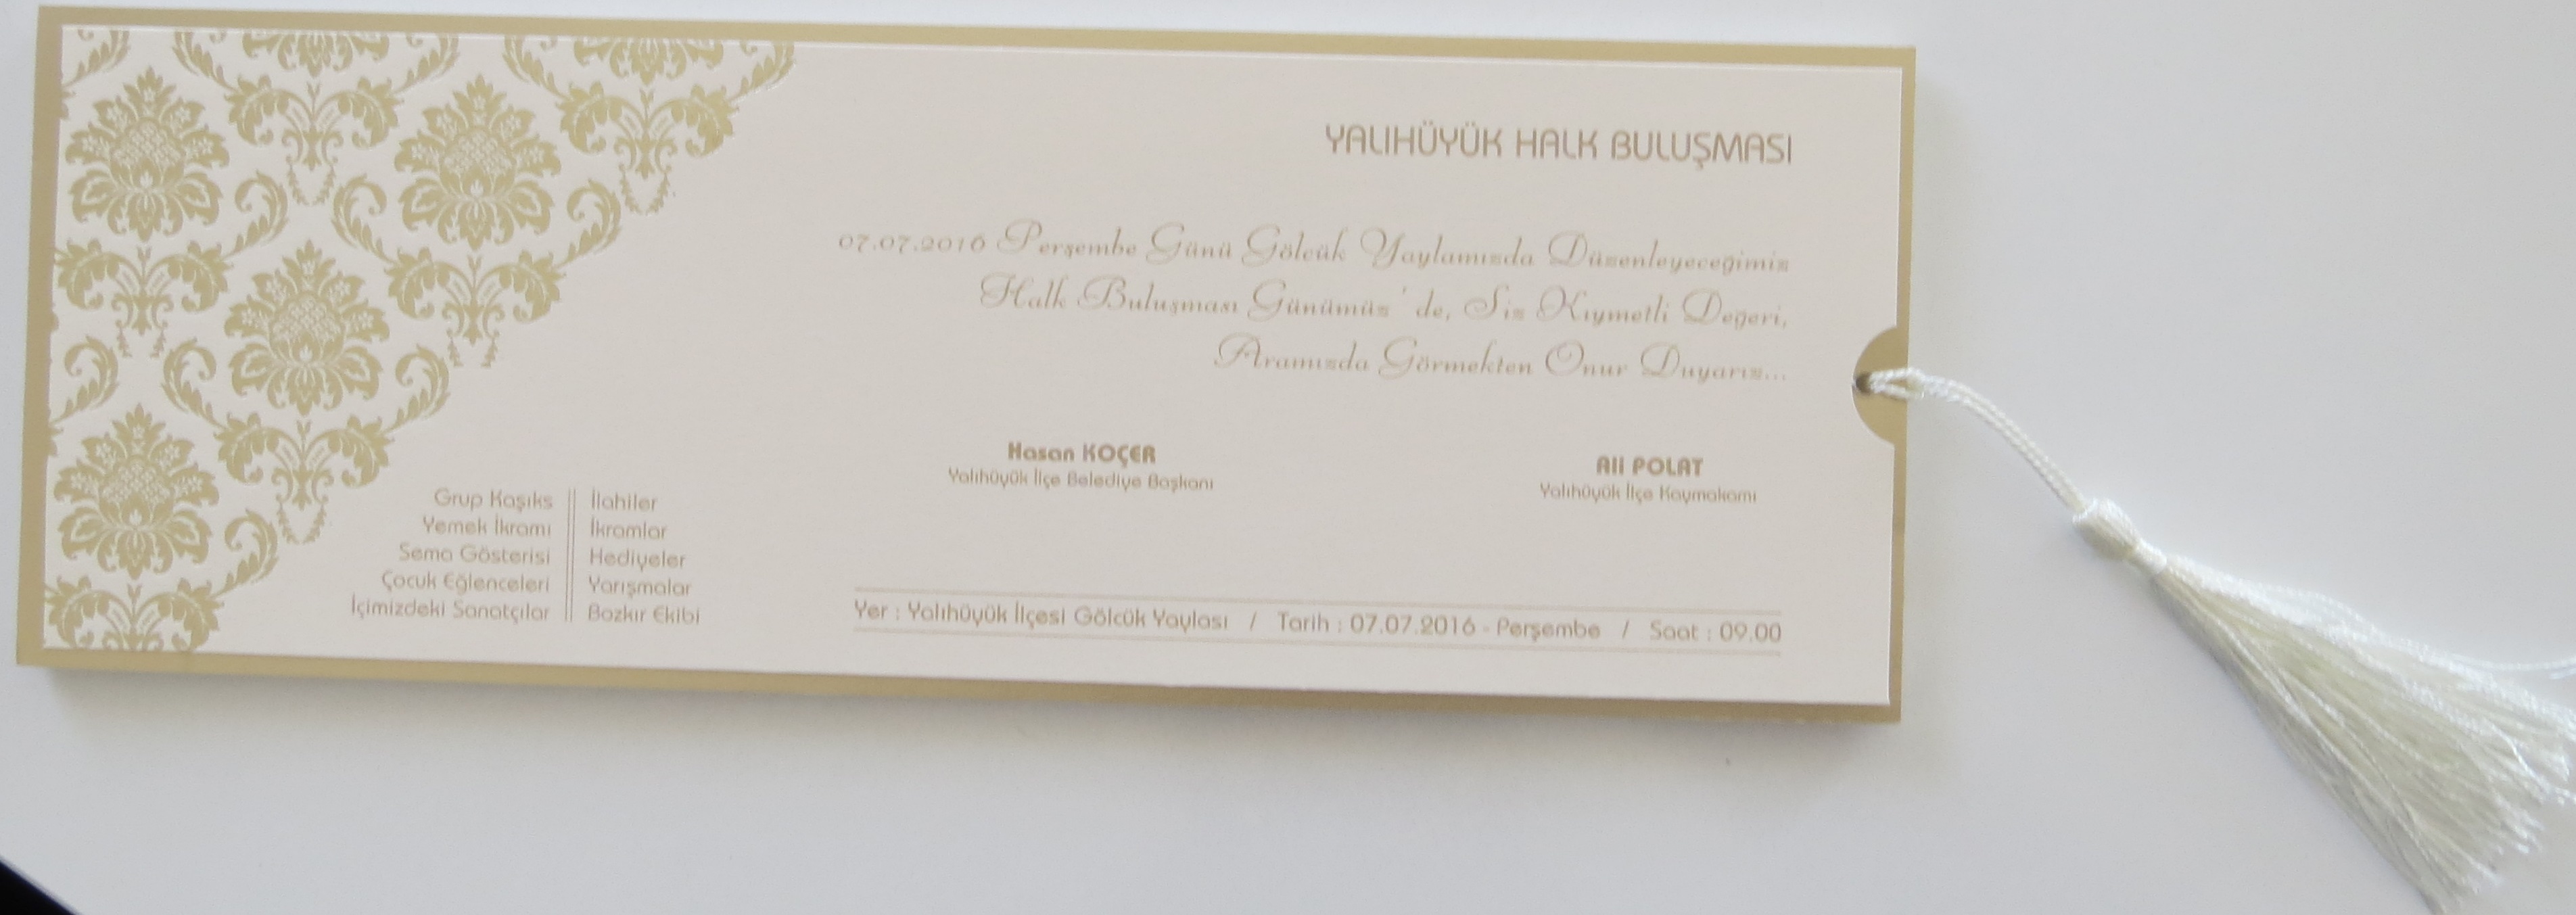 YALIHÜYÜK HALK BULUŞMASI
07.07.2016 Perşembe Günü Gölcük Yaylamızda Düzenleyeceğimiz
Halk Buluşması Günümüz ' de, Siz Kıymetli Değeri,
Aramızda Görmekten Onur Duyarız...
Hasan KOÇER
Yalıhüyük İlçe Belediye Başkanı
Ali POLAT
Yalıhüyük İlçe Kaymakamı
Grup Kaşıks
Yemek İkramı
Sema Gösterisi
Çocuk Eğlenceleri
İçimizdeki Sanatçılar
İlahiler
İkramlar
Hediyeler
Yarışmalar
Bozkır Ekibi
Yer : Yalıhüyük İlçesi Gölcük Yaylası / Tarih : 07.07.2016 - Perşembe / Saat : 09.00